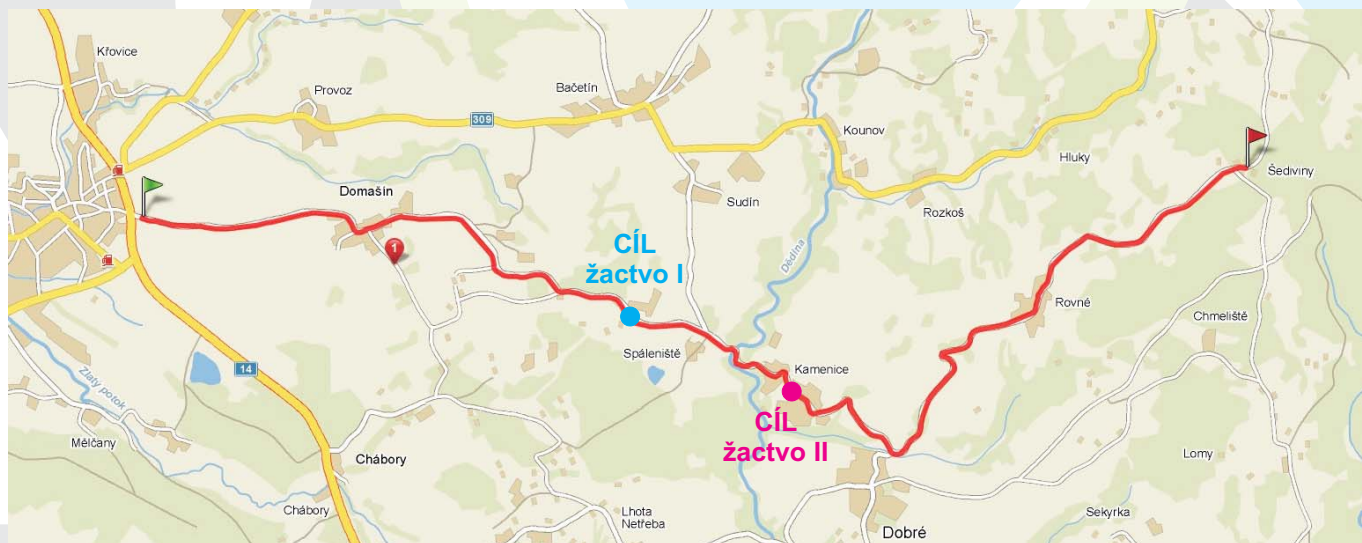 Křovice
Provoz
Bačetín
309
Kounov
Hluky
Šediviny
Domašín
Sudín
Rozkoš
1
CÍL
žactvo I
Dědina
Rovné
Chmeliště
Spáleniště
Kamenice
14
Zlatý potok
CÍL
žactvo II
Mělčany
Chábory
Lomy
Chábory
Lhota
Netřeba
Sekyrka
Dobré